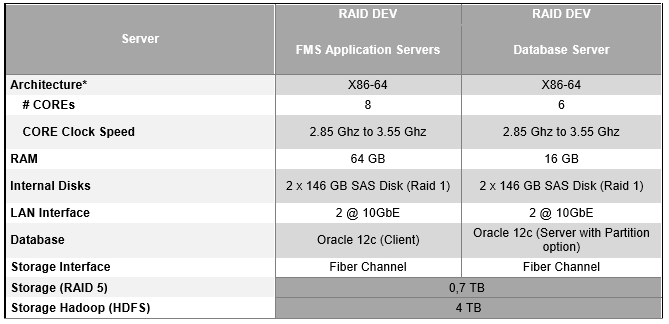 Server
RAID DEV
FMS Application Servers
RAID DEV
Database Server
Architecture* X86-64 X86-64
# COREs 8 6
CORE Clock Speed 2.85 Ghz to 3.55 Ghz 2.85 Ghz to 3.55 Ghz
RAM 64 GB 16 GB
Internal Disks 2 x 146 GB SAS Disk (Raid 1) 2 x 146 GB SAS Disk (Raid 1)
LAN Interface 2 @ 10GbE 2 @ 10GbE
Database Oracle 12c (Client) Oracle 12c (Server with Partition
option)
Storage Interface Fiber Channel Fiber Channel
Storage (RAID 5) 0,7 TB
Storage Hadoop (HDFS) 4 TB